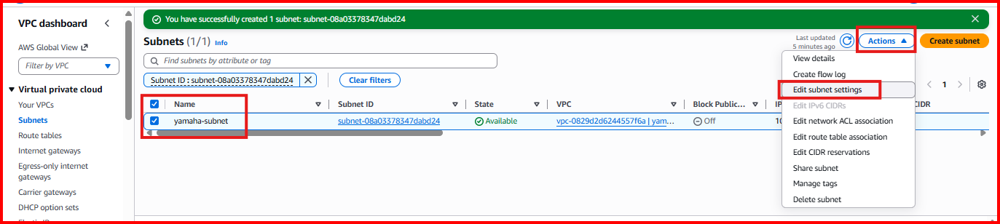 You have successfully created 1 subnet: subnet-08a03378347dabd24
VPC dashboard
AWS Global View
Filter by VPC
Virtual private cloud
Your VPCs
Subnets
Route tables
Internet gateways
Egress-only internet
gateways
Carrier gateways
DHCP option sets
Subnets (1/1) Info
Last updated
5 minutes ago
Actions
Create subnet
Find subnets by attribute or tag
Subnet ID : subnet-08a03378347dabd24
Clear filters
1
Name Subnet ID State VPC Block Public... CIDR
yamaha-subnet subnet-08a03378347dabd24 Available vpc-0829d2d6244557f6a | yam... Off
View details
Create flow log
Edit subnet settings
Edit IPv6 CIDRs
Edit network ACL association
Edit route table association
Edit CIDR reservations
Share subnet
Manage tags
Delete subnet